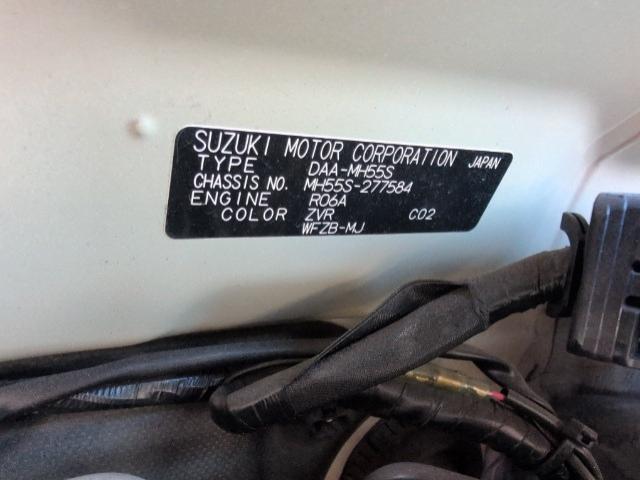 SUZUKI MOTOR CORPORATION JAPAN
TYPE DAA-MH55S
CHASSIS NO. MH55S-277584
ENGINE R06A
COLOR ZVR C02
WFZB-MJ